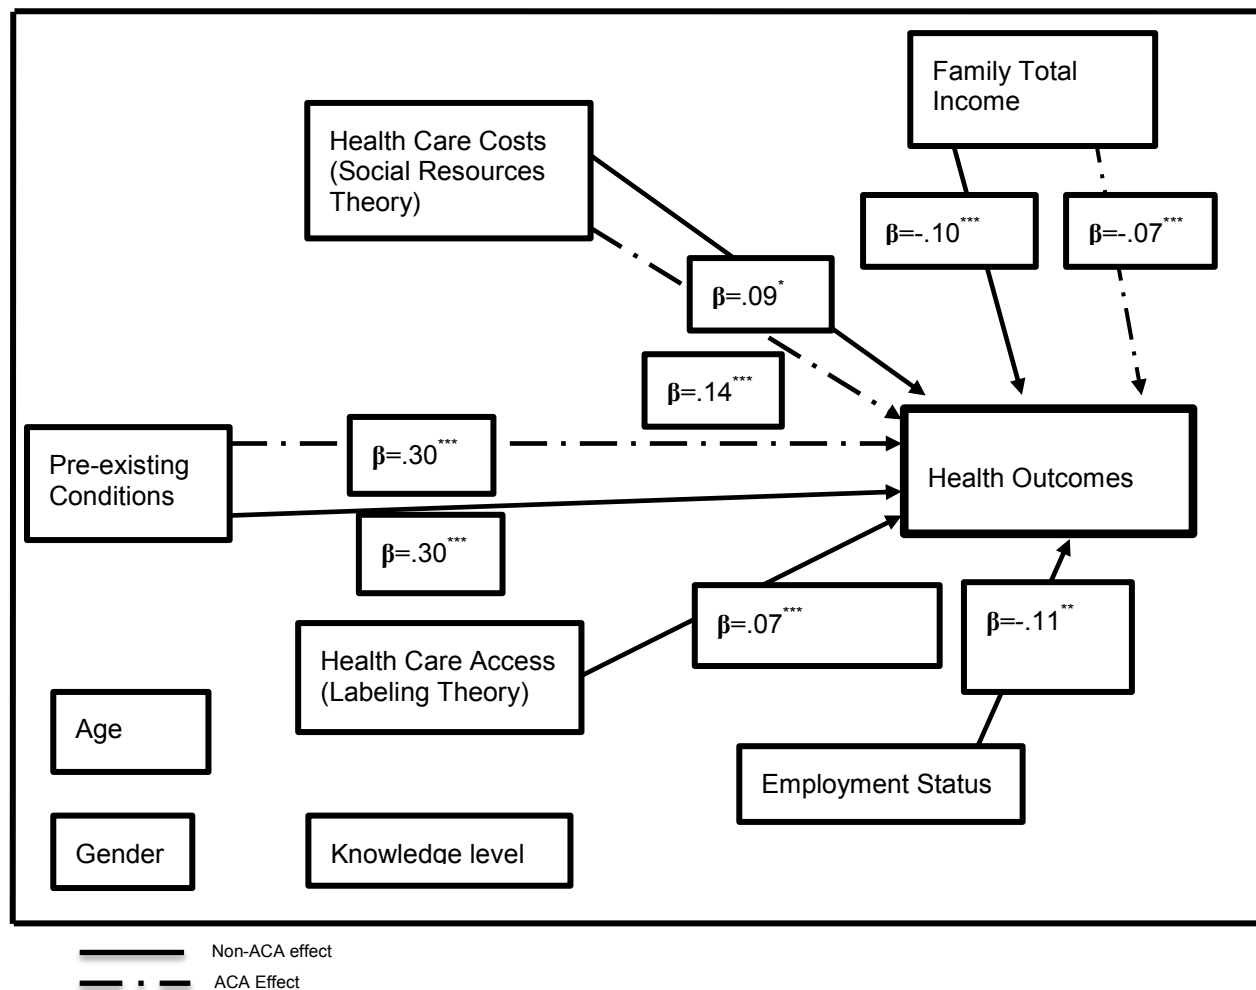 Family Total
Income
Health Care Costs
(Social Resources
Theory)
β=-.10***
β=-.07***
β=.09*
β=.14***
Pre-existing
Conditions
β=.30***
β=.30***
Health Outcomes
Health Care Access
(Labeling Theory)
β=.07***
β=-.11**
Age
Employment Status
Gender
Knowledge level
Non-ACA effect
ACA Effect